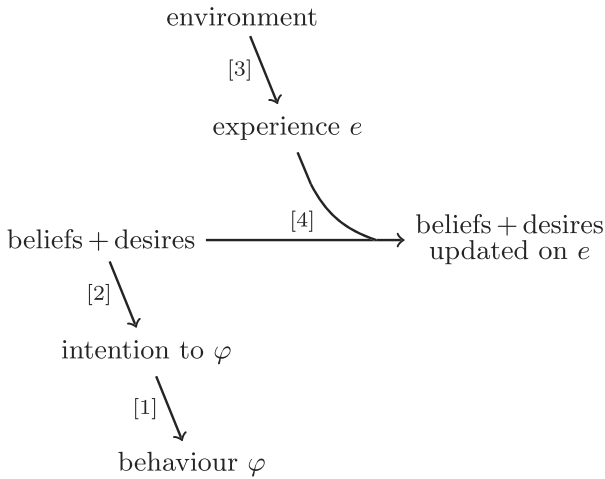 environment
[3]
experience e
[4]
beliefs + desires
beliefs + desires
updated on e
[2]
intention to φ
[1]
behaviour φ